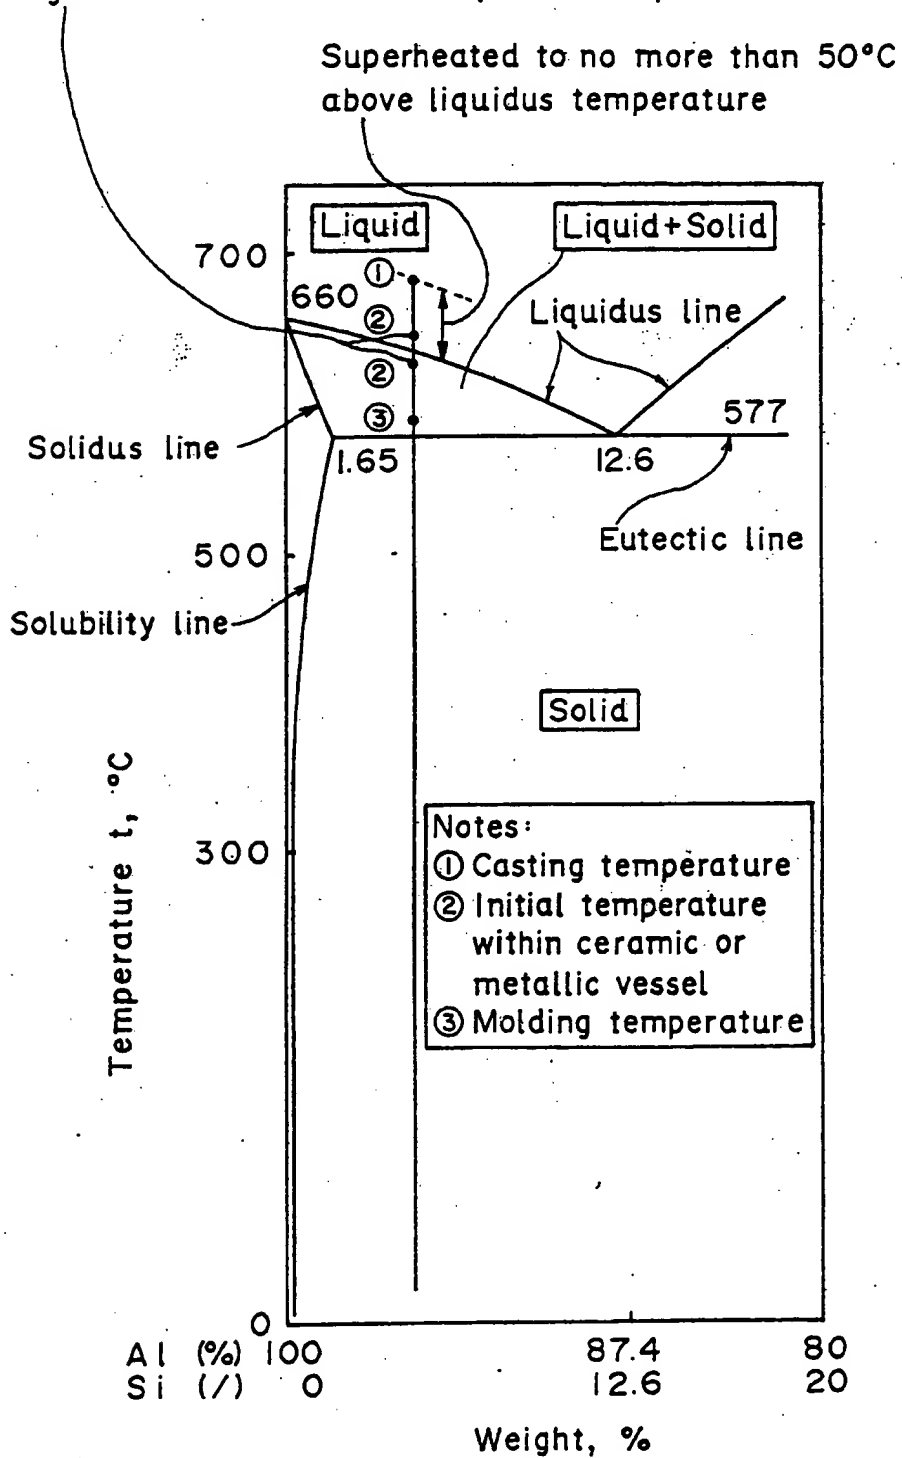 Superheated to no more than 50°C
above liquidus temperature
Liquid
Liquid+Solid
700
①
660
②
Liquidus line
②
577
③
Solidus line
1.65
12.6
500
Eutectic line
Solubility line
Solid
Temperature t, °C
300
Notes:
① Casting temperature
② Initial temperature
within ceramic or
metallic vessel
③ Molding temperature
0
Al (%) 100 87.4 80
Si (/) 0 12.6 20
Weight, %